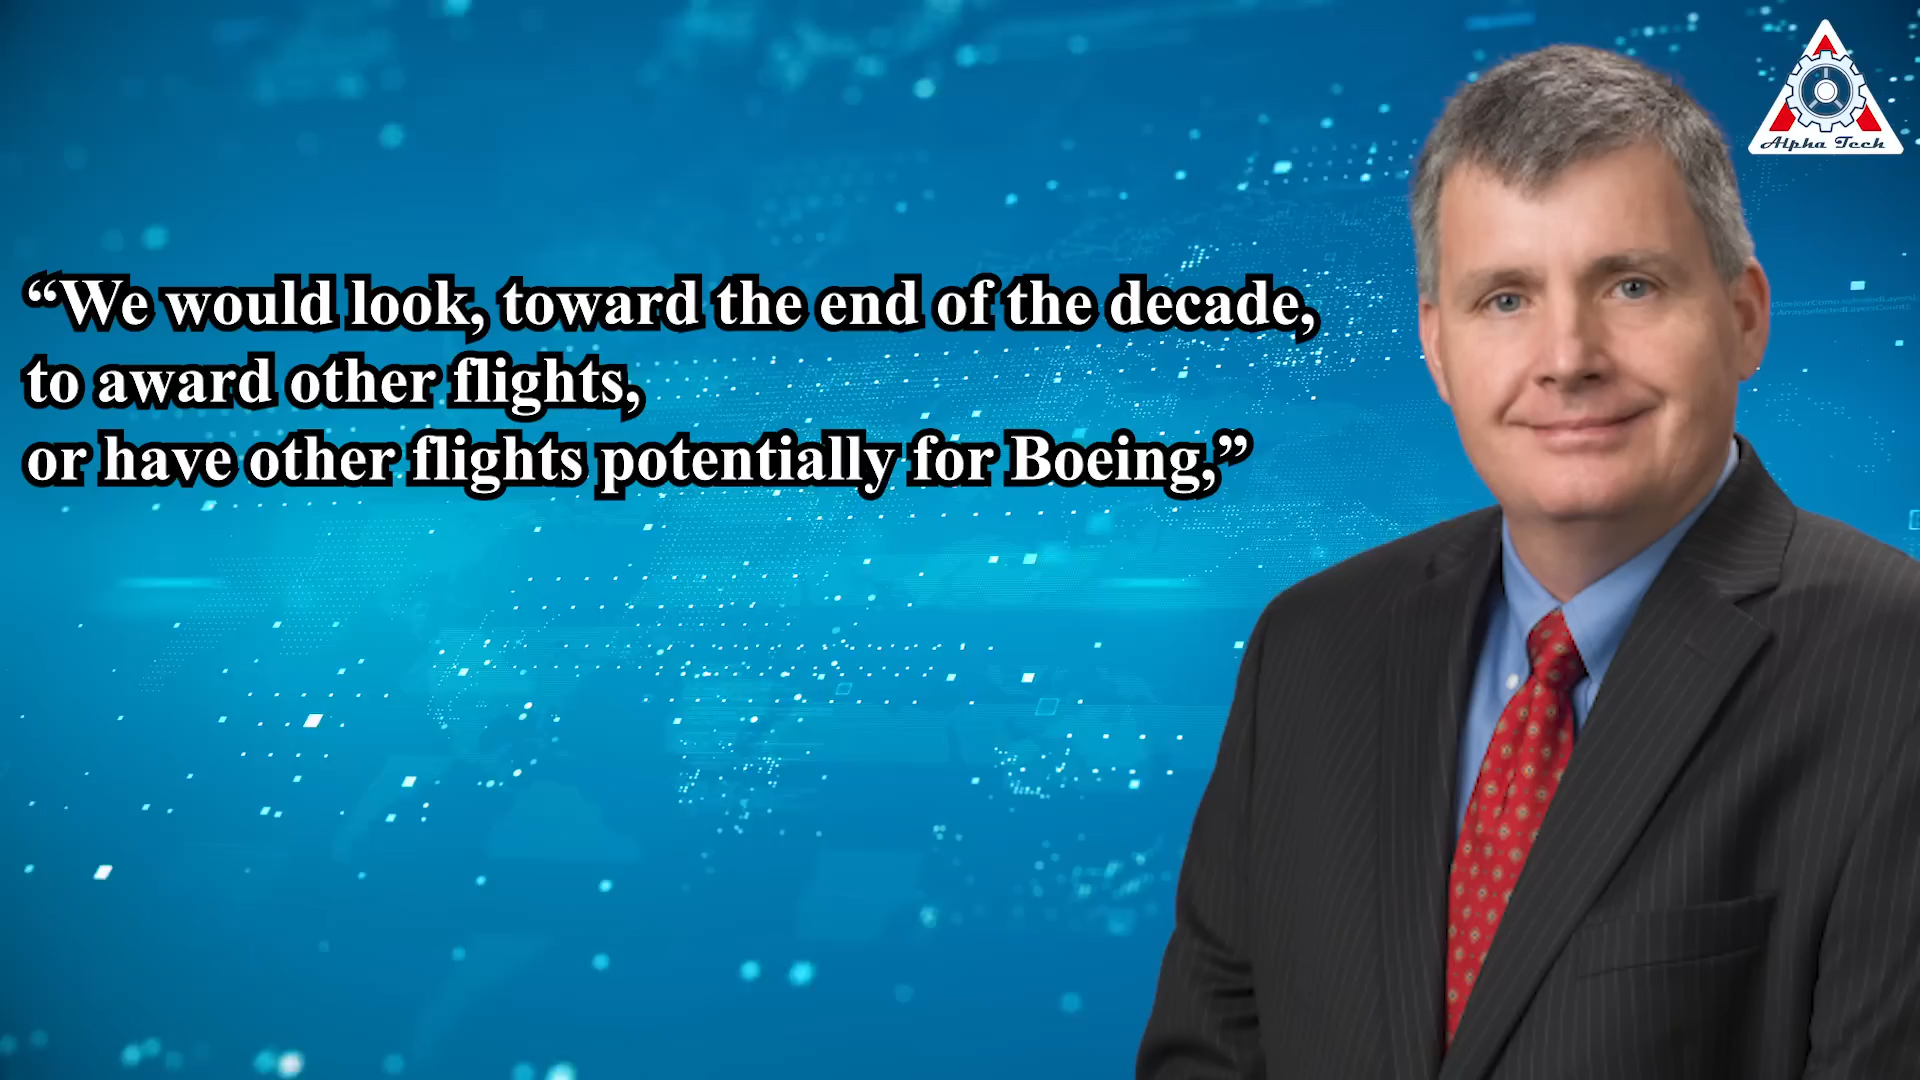 Alpha Tech
“We would look, toward the end of the decade,
to award other flights,
or have other flights potentially for Boeing,”